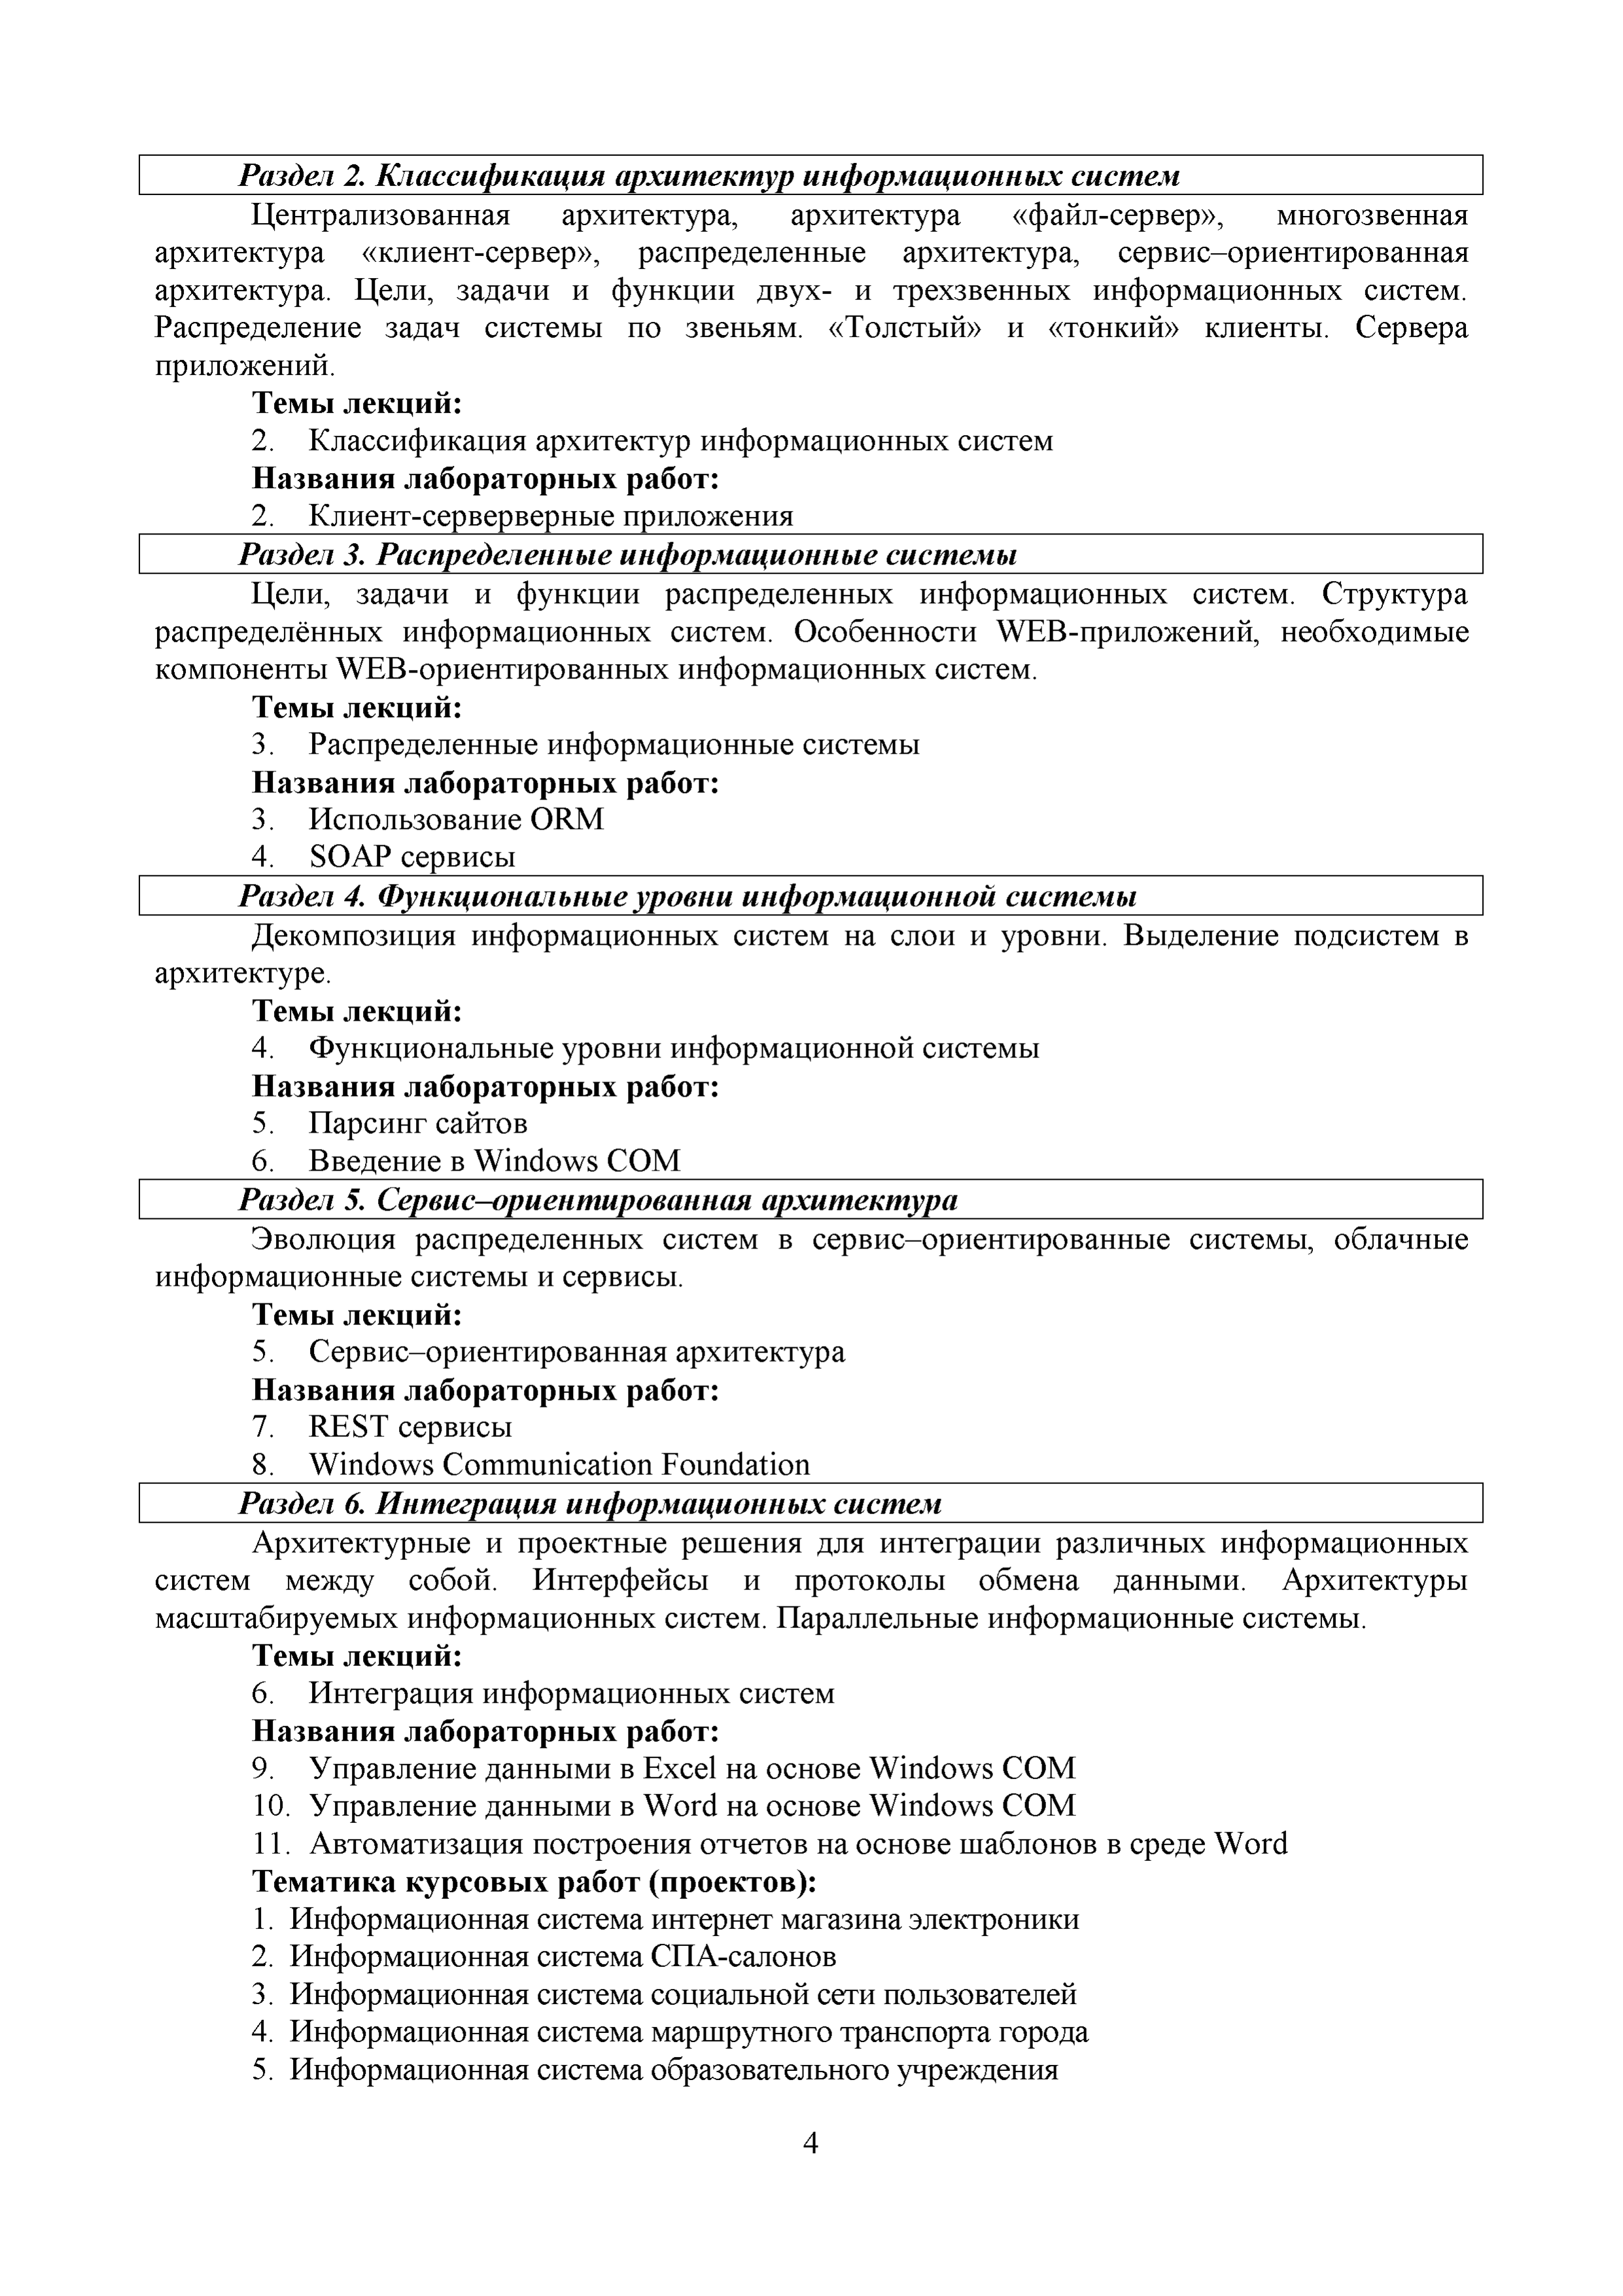 Раздел 2. Классификация архитектур информационных систем
Централизованная архитектура, архитектура «файл-сервер», многозвенная
архитектура «клиент-сервер», распределенные архитектура, сервис–ориентированная
архитектура. Цели, задачи и функции двух- и трехзвенных информационных систем.
Распределение задач системы по звеньям. «Толстый» и «тонкий» клиенты. Сервера
приложений.
Темы лекций:
2. Классификация архитектур информационных систем
Названия лабораторных работ:
2. Клиент-серверверные приложения
Раздел 3. Распределенные информационные системы
Цели, задачи и функции распределенных информационных систем. Структура
распределённых информационных систем. Особенности WEB-приложений, необходимые
компоненты WEB-ориентированных информационных систем.
Темы лекций:
3. Распределенные информационные системы
Названия лабораторных работ:
3. Использование ORM
4. SOAP сервисы
Раздел 4. Функциональные уровни информационной системы
Декомпозиция информационных систем на слои и уровни. Выделение подсистем в
архитектуре.
Темы лекций:
4. Функциональные уровни информационной системы
Названия лабораторных работ:
5. Парсинг сайтов
6. Введение в Windows COM
Раздел 5. Сервис–ориентированная архитектура
Эволюция распределенных систем в сервис–ориентированные системы, облачные
информационные системы и сервисы.
Темы лекций:
5. Сервис–ориентированная архитектура
Названия лабораторных работ:
7. REST сервисы
8. Windows Communication Foundation
Раздел 6. Интеграция информационных систем
Архитектурные и проектные решения для интеграции различных информационных
систем между собой. Интерфейсы и протоколы обмена данными. Архитектуры
масштабируемых информационных систем. Параллельные информационные системы.
Темы лекций:
6. Интеграция информационных систем
Названия лабораторных работ:
9. Управление данными в Excel на основе Windows COM
10. Управление данными в Word на основе Windows COM
11. Автоматизация построения отчетов на основе шаблонов в среде Word
Тематика курсовых работ (проектов):
1. Информационная система интернет магазина электроники
2. Информационная система СПА-салонов
3. Информационная система социальной сети пользователей
4. Информационная система маршрутного транспорта города
5. Информационная система образовательного учреждения
4